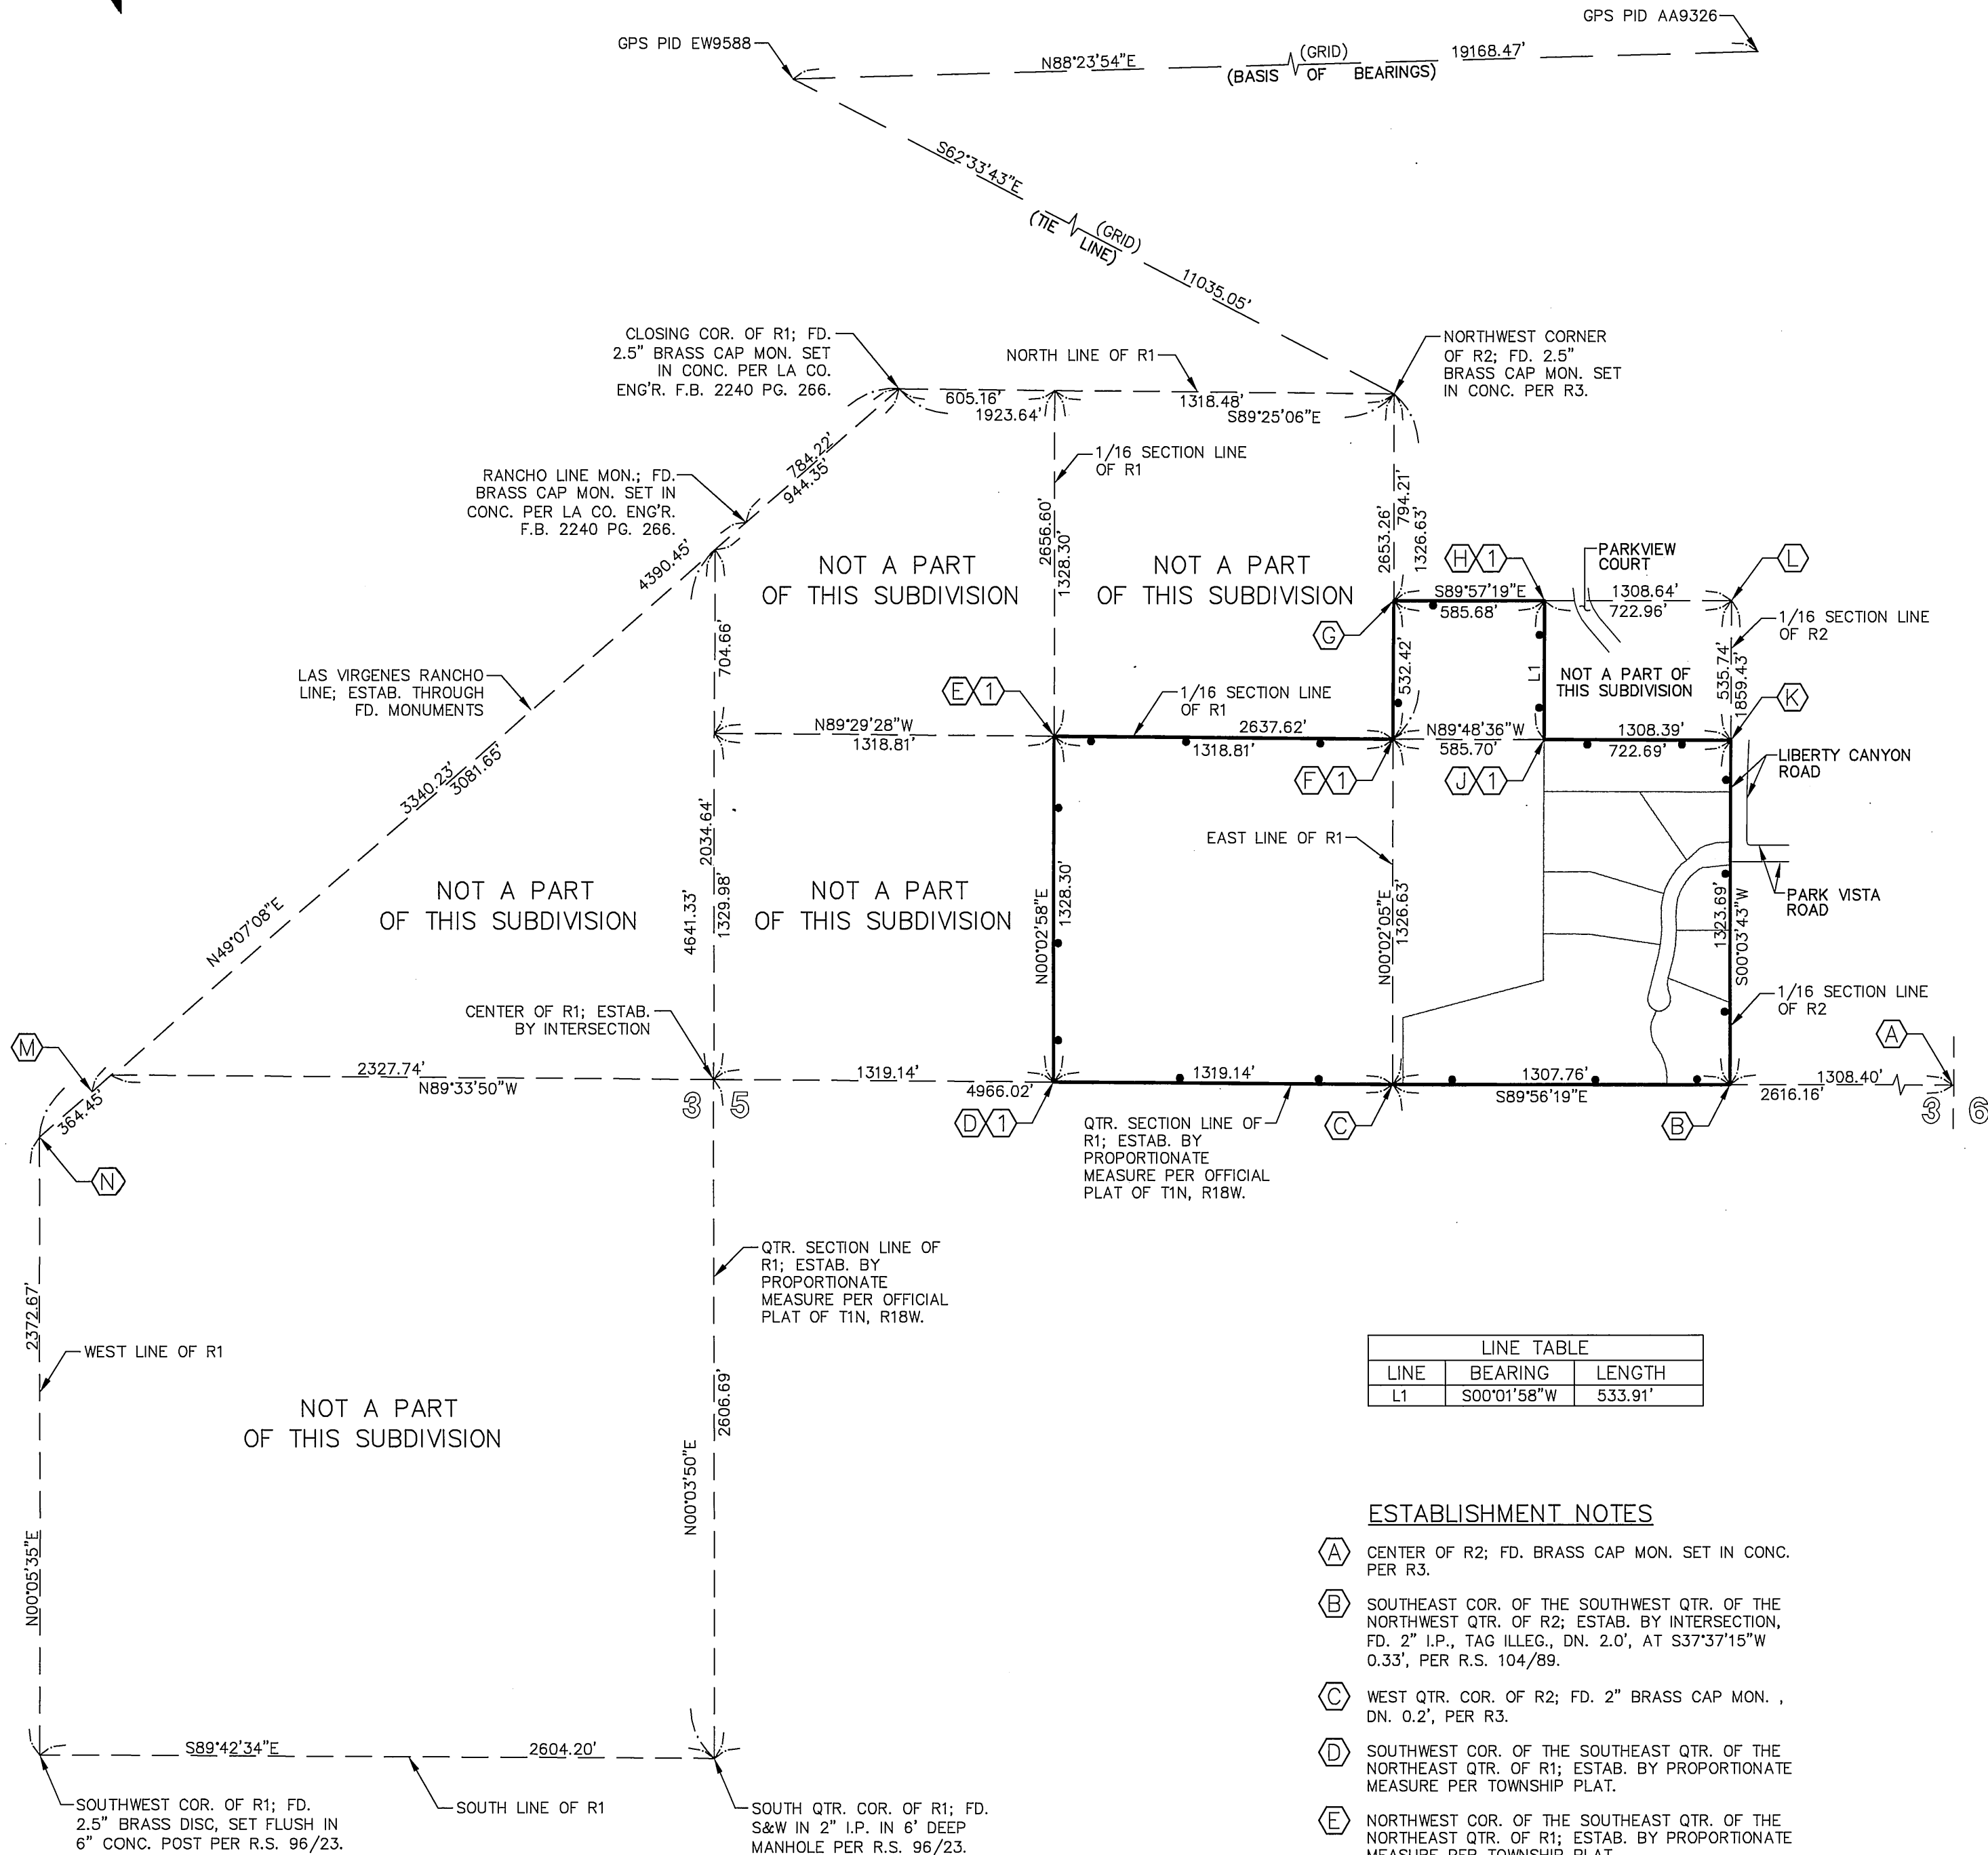 GPS PID EW9588
GPS PID AA9326
N88°23'54"E
(GRID)
19168.47'
(BASIS OF BEARINGS)
S62°33'43"E
(GRID)
(TIE LINE)
11035.05'
CLOSING COR. OF R1; FD.
2.5" BRASS CAP MON. SET
IN CONC. PER LA CO.
ENG'R. F.B. 2240 PG. 266.
NORTH LINE OF R1
NORTHWEST CORNER
OF R2; FD. 2.5"
BRASS CAP MON. SET
IN CONC. PER R3.
605.16'
1923.64'
1318.48'
S89°25'06"E
1/16 SECTION LINE
OF R1
784.22'
944.35'
RANCHO LINE MON.; FD.
BRASS CAP MON. SET IN
CONC. PER LA CO. ENG'R.
F.B. 2240 PG. 266.
4390.45'
2656.60'
1328.30'
2653.26'
794.21'
1326.63'
NOT A PART
OF THIS SUBDIVISION
NOT A PART
OF THIS SUBDIVISION
H 1
PARKVIEW
COURT
L
S89°57'19"E
585.68'
1308.64'
722.96'
1/16 SECTION LINE
OF R2
G
704.66'
532.42'
L1
NOT A PART OF
THIS SUBDIVISION
535.74'
1859.43'
LAS VIRGENES RANCHO
LINE; ESTAB. THROUGH
FD. MONUMENTS
E 1
1/16 SECTION LINE
OF R1
K
N89°29'28"W
1318.81'
2637.62'
1318.81'
N89°48'36"W
585.70'
1308.39'
722.69'
F 1
J 1
LIBERTY CANYON
ROAD
3340.23'
3081.65'
2034.64'
EAST LINE OF R1
NOT A PART
OF THIS SUBDIVISION
NOT A PART
OF THIS SUBDIVISION
PARK VISTA
ROAD
N49°07'08"E
4641.33'
1329.98'
N00°02'58"E
1328.30'
N00°02'05"E
1326.63'
1323.69'
S00°03'43"W
CENTER OF R1; ESTAB.
BY INTERSECTION
1/16 SECTION LINE
OF R2
M
A
2327.74'
N89°33'50"W
1319.14'
4966.02'
1319.14'
1307.76'
S89°56'19"E
1308.40'
2616.16'
364.45'
3 5
3 6
D 1
QTR. SECTION LINE OF
R1; ESTAB. BY
PROPORTIONATE
MEASURE PER OFFICIAL
PLAT OF T1N, R18W.
C
B
N
QTR. SECTION LINE OF
R1; ESTAB. BY
PROPORTIONATE
MEASURE PER OFFICIAL
PLAT OF T1N, R18W.
2372.67'
WEST LINE OF R1
NOT A PART
OF THIS SUBDIVISION
2606.69'
N00°03'50"E
N00°05'35"E
LINE TABLE
LINE BEARING LENGTH
L1 S00°01'58"W 533.91'
S89°42'34"E
2604.20'
SOUTHWEST COR. OF R1; FD.
2.5" BRASS DISC, SET FLUSH IN
6" CONC. POST PER R.S. 96/23.
SOUTH LINE OF R1
SOUTH QTR. COR. OF R1; FD.
S&W IN 2" I.P. IN 6' DEEP
MANHOLE PER R.S. 96/23.
ESTABLISHMENT NOTES
A CENTER OF R2; FD. BRASS CAP MON. SET IN CONC.
PER R3.
B SOUTHEAST COR. OF THE SOUTHWEST QTR. OF THE
NORTHWEST QTR. OF R2; ESTAB. BY INTERSECTION,
FD. 2" I.P., TAG ILLEG., DN. 2.0', AT S37°37'15"W
0.33', PER R.S. 104/89.
C WEST QTR. COR. OF R2; FD. 2" BRASS CAP MON. ,
DN. 0.2', PER R3.
D SOUTHWEST COR. OF THE SOUTHEAST QTR. OF THE
NORTHEAST QTR. OF R1; ESTAB. BY PROPORTIONATE
MEASURE PER TOWNSHIP PLAT.
E NORTHWEST COR. OF THE SOUTHEAST QTR. OF THE
NORTHEAST QTR. OF R1; ESTAB. BY PROPORTIONATE
MEASURE PER TOWNSHIP PLAT.